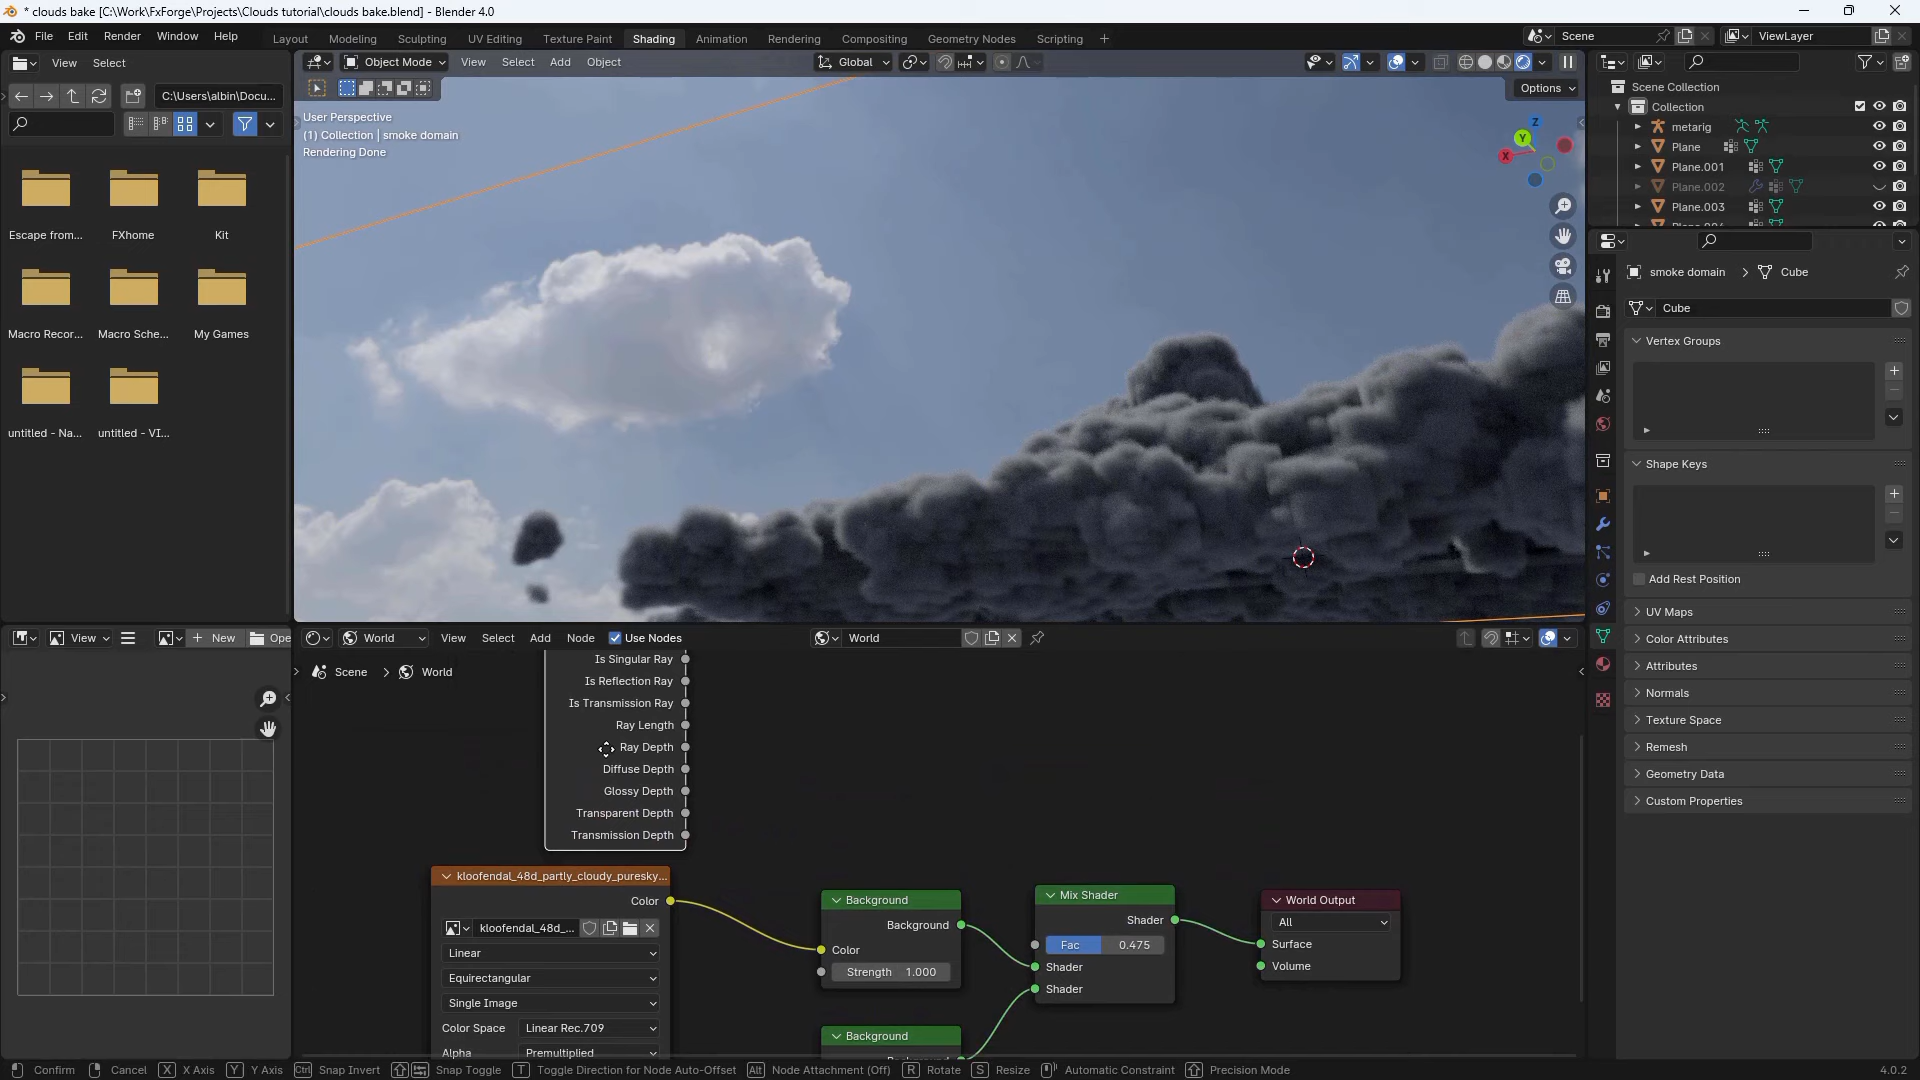 * clouds bake [C:\Work\FxForge\Projects\Clouds tutorial\clouds bake.blend] - Blender 4.0
File Edit Render Window Help
Layout Modeling Sculpting UV Editing Texture Paint Shading Animation Rendering Compositing Geometry Nodes Scripting +
Scene
ViewLayer
View Select
Object Mode View Select Add Object
Global
C:\Users\albin\Docu...
Options
User Perspective
(1) Collection | smoke domain
Rendering Done
Z
Y
X
Escape from...
FXhome
Kit
Macro Recor...
Macro Sche...
My Games
untitled - Na...
untitled - VI...
Scene Collection
Collection
metarig
Plane
Plane.001
Plane.002
Plane.003
smoke domain > Cube
Cube
Vertex Groups
Shape Keys
Add Rest Position
UV Maps
Color Attributes
Attributes
Normals
Texture Space
Remesh
Geometry Data
Custom Properties
View
New
Ope
World
View Select Add Node Use Nodes
World
Scene > World
Is Singular Ray
Is Reflection Ray
Is Transmission Ray
Ray Length
Ray Depth
Diffuse Depth
Glossy Depth
Transparent Depth
Transmission Depth
kloofendal_48d_partly_cloudy_puresky...
Color
kloofendal_48d_...
Linear
Equirectangular
Single Image
Color Space Linear Rec.709
Alpha Premultiplied
Background
Background
Color
Strength 1.000
Background
Mix Shader
Shader
Fac 0.475
Shader
Shader
World Output
All
Surface
Volume
Confirm Cancel X X Axis Y Y Axis Ctrl Snap Invert Snap Toggle T Toggle Direction for Node Auto-Offset Alt Node Attachment (Off) R Rotate S Resize Automatic Constraint Precision Mode
4.0.2